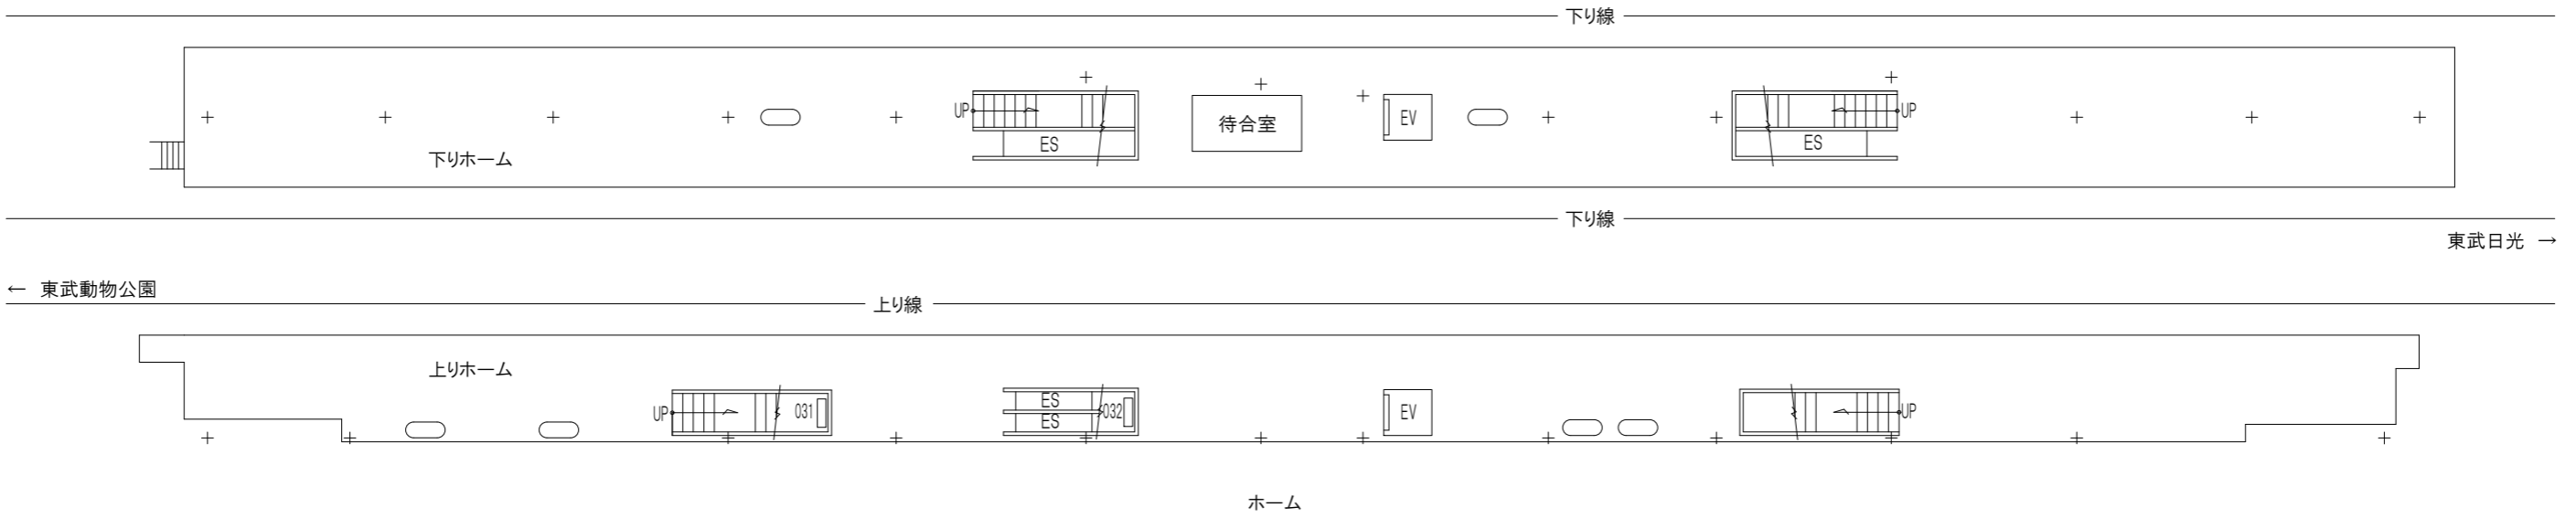 下り線
UP
ES
待合室
EV
ES
UP
下りホーム
下り線
東武日光 →
← 東武動物公園
上り線
上りホーム
UP
031
ES
ES
032
EV
UP
ホーム